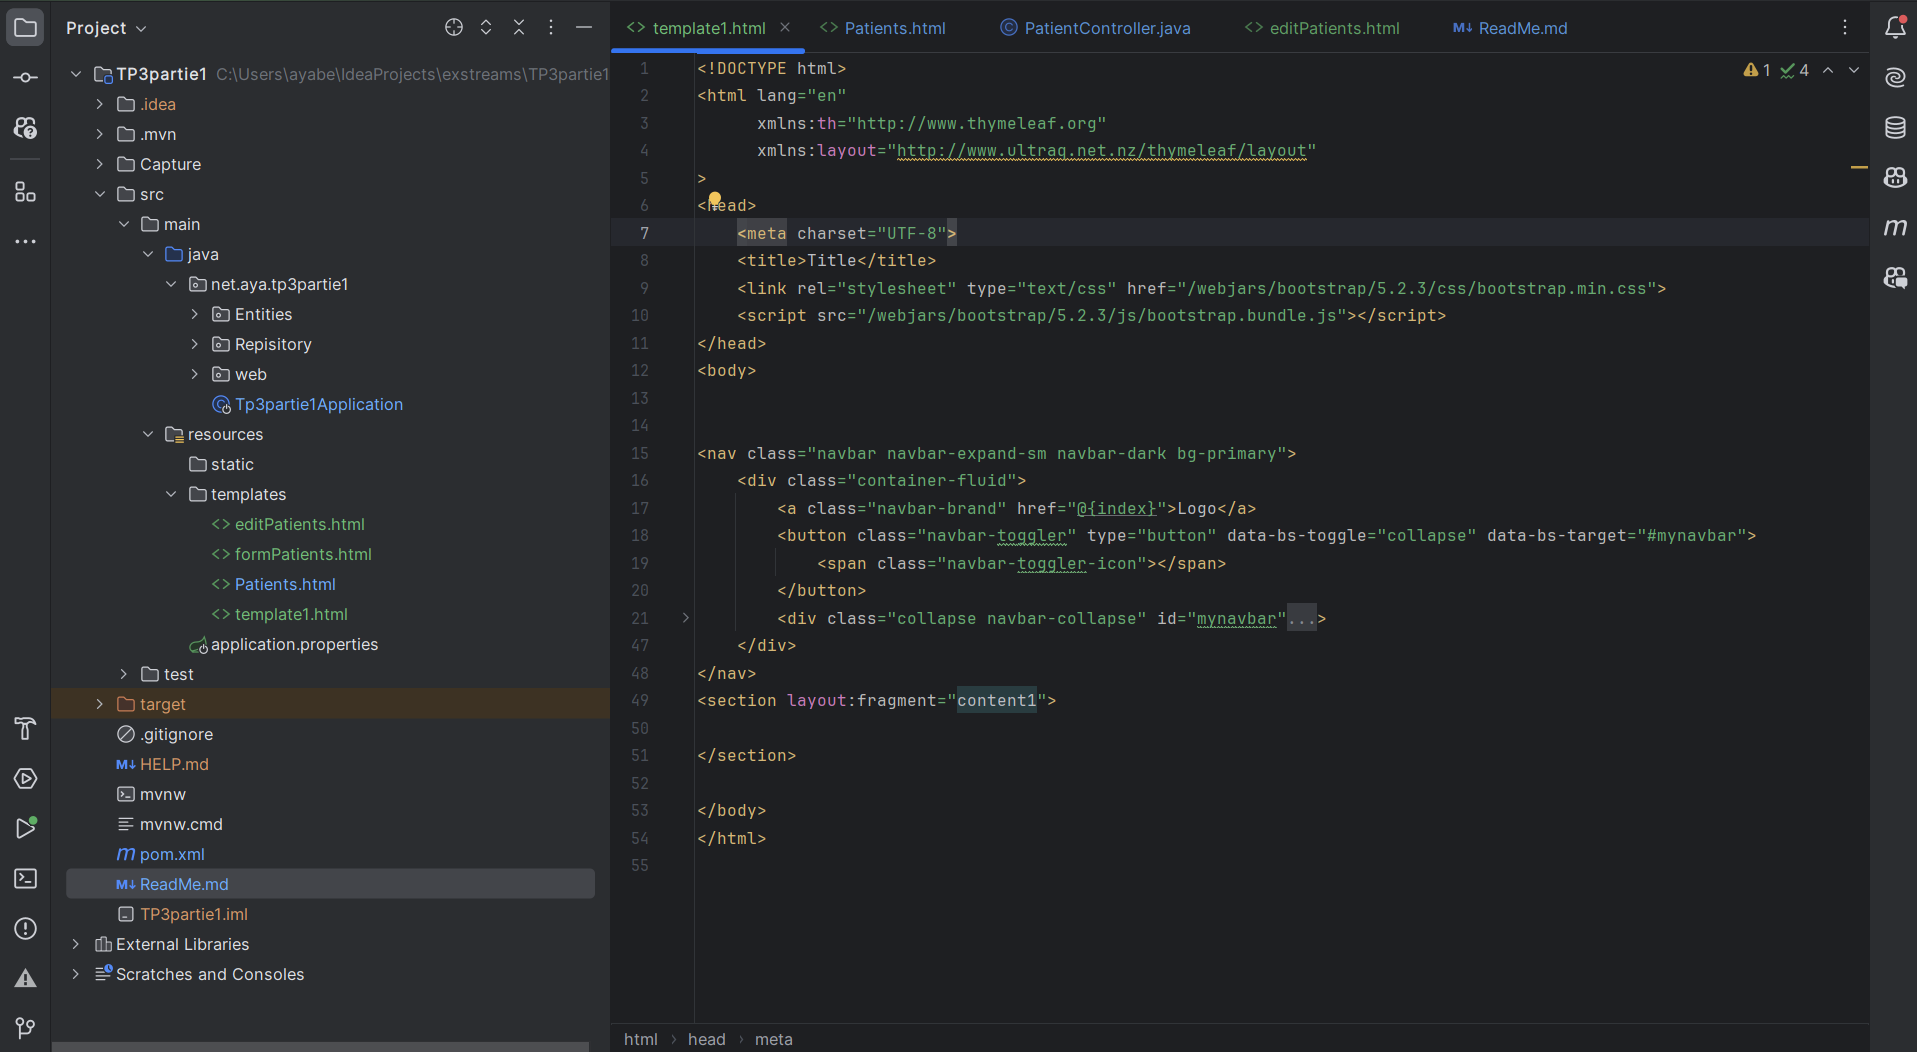 Project
TP3partie1 C:\Users\ayabe\IdeaProjects\exstreams\TP3partie1
.idea
.mvn
Capture
src
main
java
net.aya.tp3partie1
Entities
Repisitory
web
Tp3partie1Application
resources
static
templates
editPatients.html
formPatients.html
Patients.html
template1.html
application.properties
test
target
.gitignore
HELP.md
mvnw
mvnw.cmd
pom.xml
ReadMe.md
TP3partie1.iml
External Libraries
Scratches and Consoles
template1.html Patients.html PatientController.java editPatients.html ReadMe.md
1 4
1 <!DOCTYPE html>
2 <html lang="en"
3 xmlns:th="http://www.thymeleaf.org"
4 xmlns:layout="http://www.ultraq.net.nz/thymeleaf/layout"
5 >
6 <head>
7 <meta charset="UTF-8">
8 <title>Title</title>
9 <link rel="stylesheet" type="text/css" href="/webjars/bootstrap/5.2.3/css/bootstrap.min.css">
10 <script src="/webjars/bootstrap/5.2.3/js/bootstrap.bundle.js"></script>
11 </head>
12 <body>
13
14
15 <nav class="navbar navbar-expand-sm navbar-dark bg-primary">
16 <div class="container-fluid">
17 <a class="navbar-brand" href="@{index}">Logo</a>
18 <button class="navbar-toggler" type="button" data-bs-toggle="collapse" data-bs-target="#mynavbar">
19 <span class="navbar-toggler-icon"></span>
20 </button>
21 <div class="collapse navbar-collapse" id="mynavbar"...>
47 </div>
48 </nav>
49 <section layout:fragment="content1">
50
51 </section>
52
53 </body>
54 </html>
55
html > head > meta